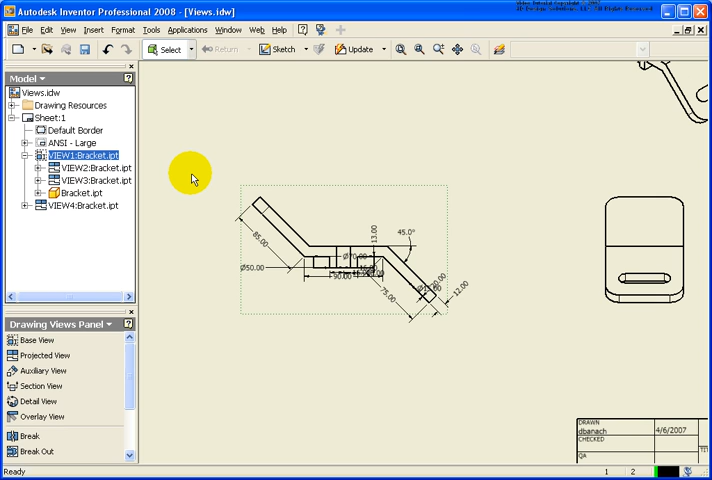 Autodesk Inventor Professional 2008 - [Views.idw]
File Edit View Insert Format Tools Applications Window Web Help
Select Return Sketch Update
Model
Views.idw
Drawing Resources
Sheet:1
Default Border
ANSI - Large
VIEW1:Bracket.ipt
VIEW2:Bracket.ipt
VIEW3:Bracket.ipt
Bracket.ipt
VIEW4:Bracket.ipt
Drawing Views Panel
Base View
Projected View
Auxiliary View
Section View
Detail View
Overlay View
Break
Break Out
85.00
13.00
45.0°
Ø70.00
Ø50.00
90.00
75.00
12.00
DRAWN
dbanach
4/6/2007
CHECKED
QA
Ready
1 2